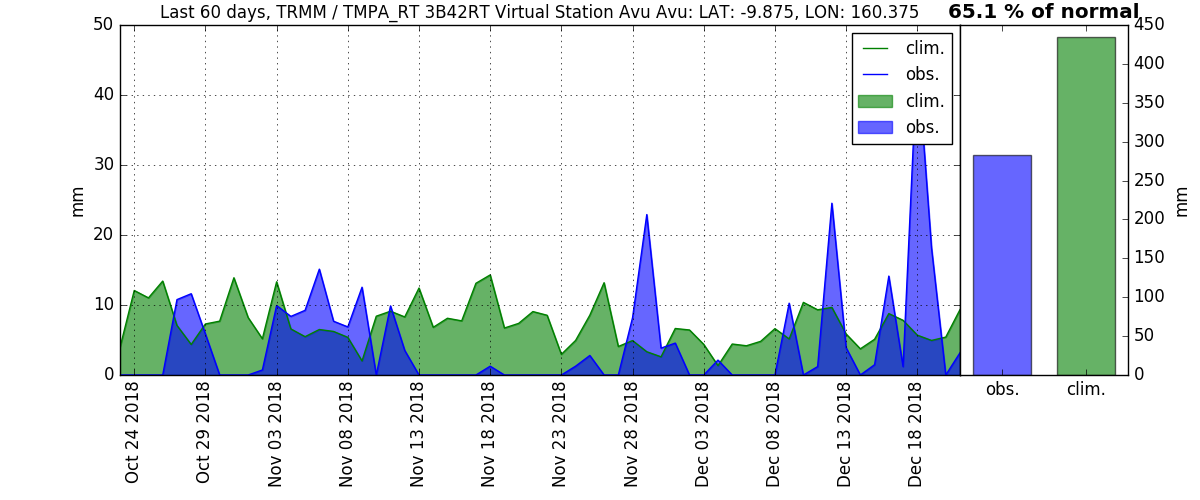 Last 60 days, TRMM / TMPA_RT 3B42RT Virtual Station Avu Avu: LAT: -9.875, LON: 160.375
65.1 % of normal
50
40
30
20
10
0
mm
clim.
obs.
clim.
obs.
Oct 24 2018
Oct 29 2018
Nov 03 2018
Nov 08 2018
Nov 13 2018
Nov 18 2018
Nov 23 2018
Nov 28 2018
Dec 03 2018
Dec 08 2018
Dec 13 2018
Dec 18 2018
450
400
350
300
250
200
150
100
50
0
mm
obs.
clim.